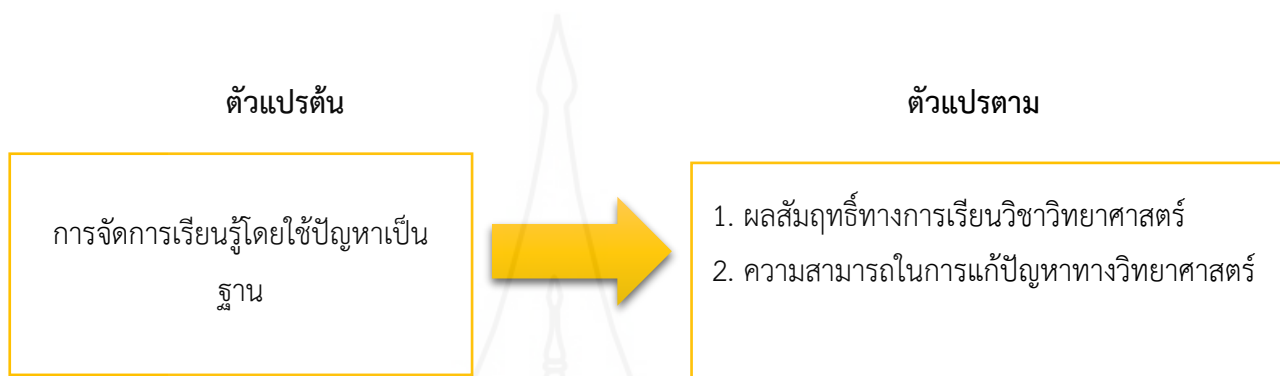 ตัวแปรต้น
ตัวแปรตาม
การจัดการเรียนรู้โดยใช้ปัญหาเป็น
ฐาน
1. ผลสัมฤทธิ์ทางการเรียนวิชาวิทยาศาสตร์
2. ความสามารถในการแก้ปัญหาทางวิทยาศาสตร์